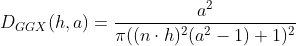 D_{GGX}(h, a) = \frac{a^2}{\pi((n \cdot h)^2(a^2 - 1) + 1)^2}